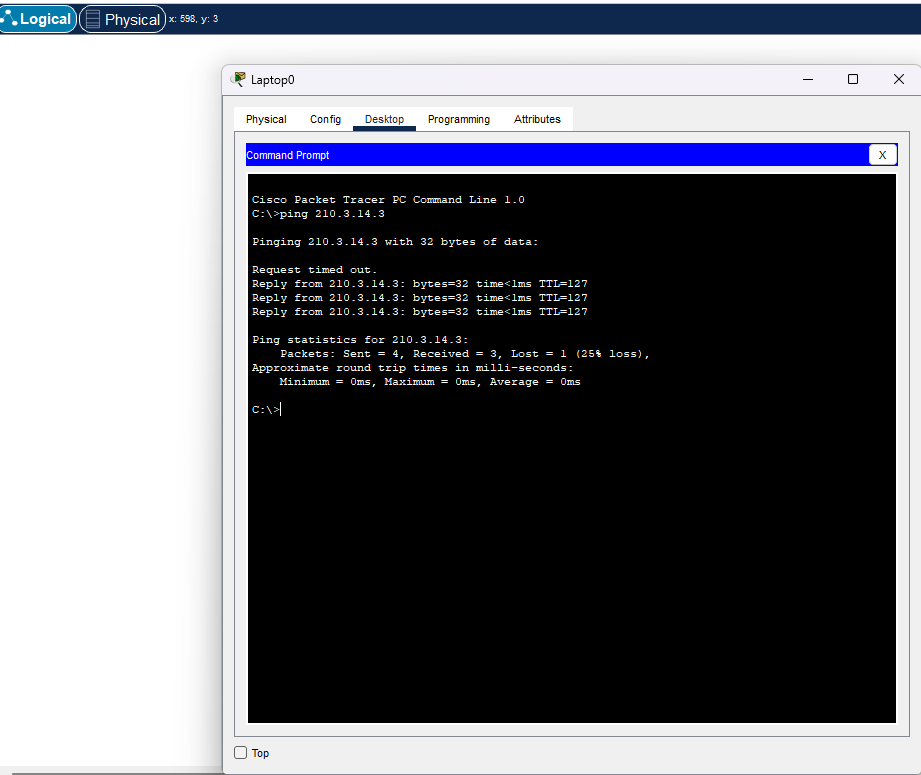 Logical Physical x: 598, y: 3
Laptop0
Physical Config Desktop Programming Attributes
Command Prompt X
Cisco Packet Tracer PC Command Line 1.0
C:\>ping 210.3.14.3
Pinging 210.3.14.3 with 32 bytes of data:
Request timed out.
Reply from 210.3.14.3: bytes=32 time<1ms TTL=127
Reply from 210.3.14.3: bytes=32 time<1ms TTL=127
Reply from 210.3.14.3: bytes=32 time<1ms TTL=127
Ping statistics for 210.3.14.3:
Packets: Sent = 4, Received = 3, Lost = 1 (25% loss),
Approximate round trip times in milli-seconds:
Minimum = 0ms, Maximum = 0ms, Average = 0ms
C:\>
Top